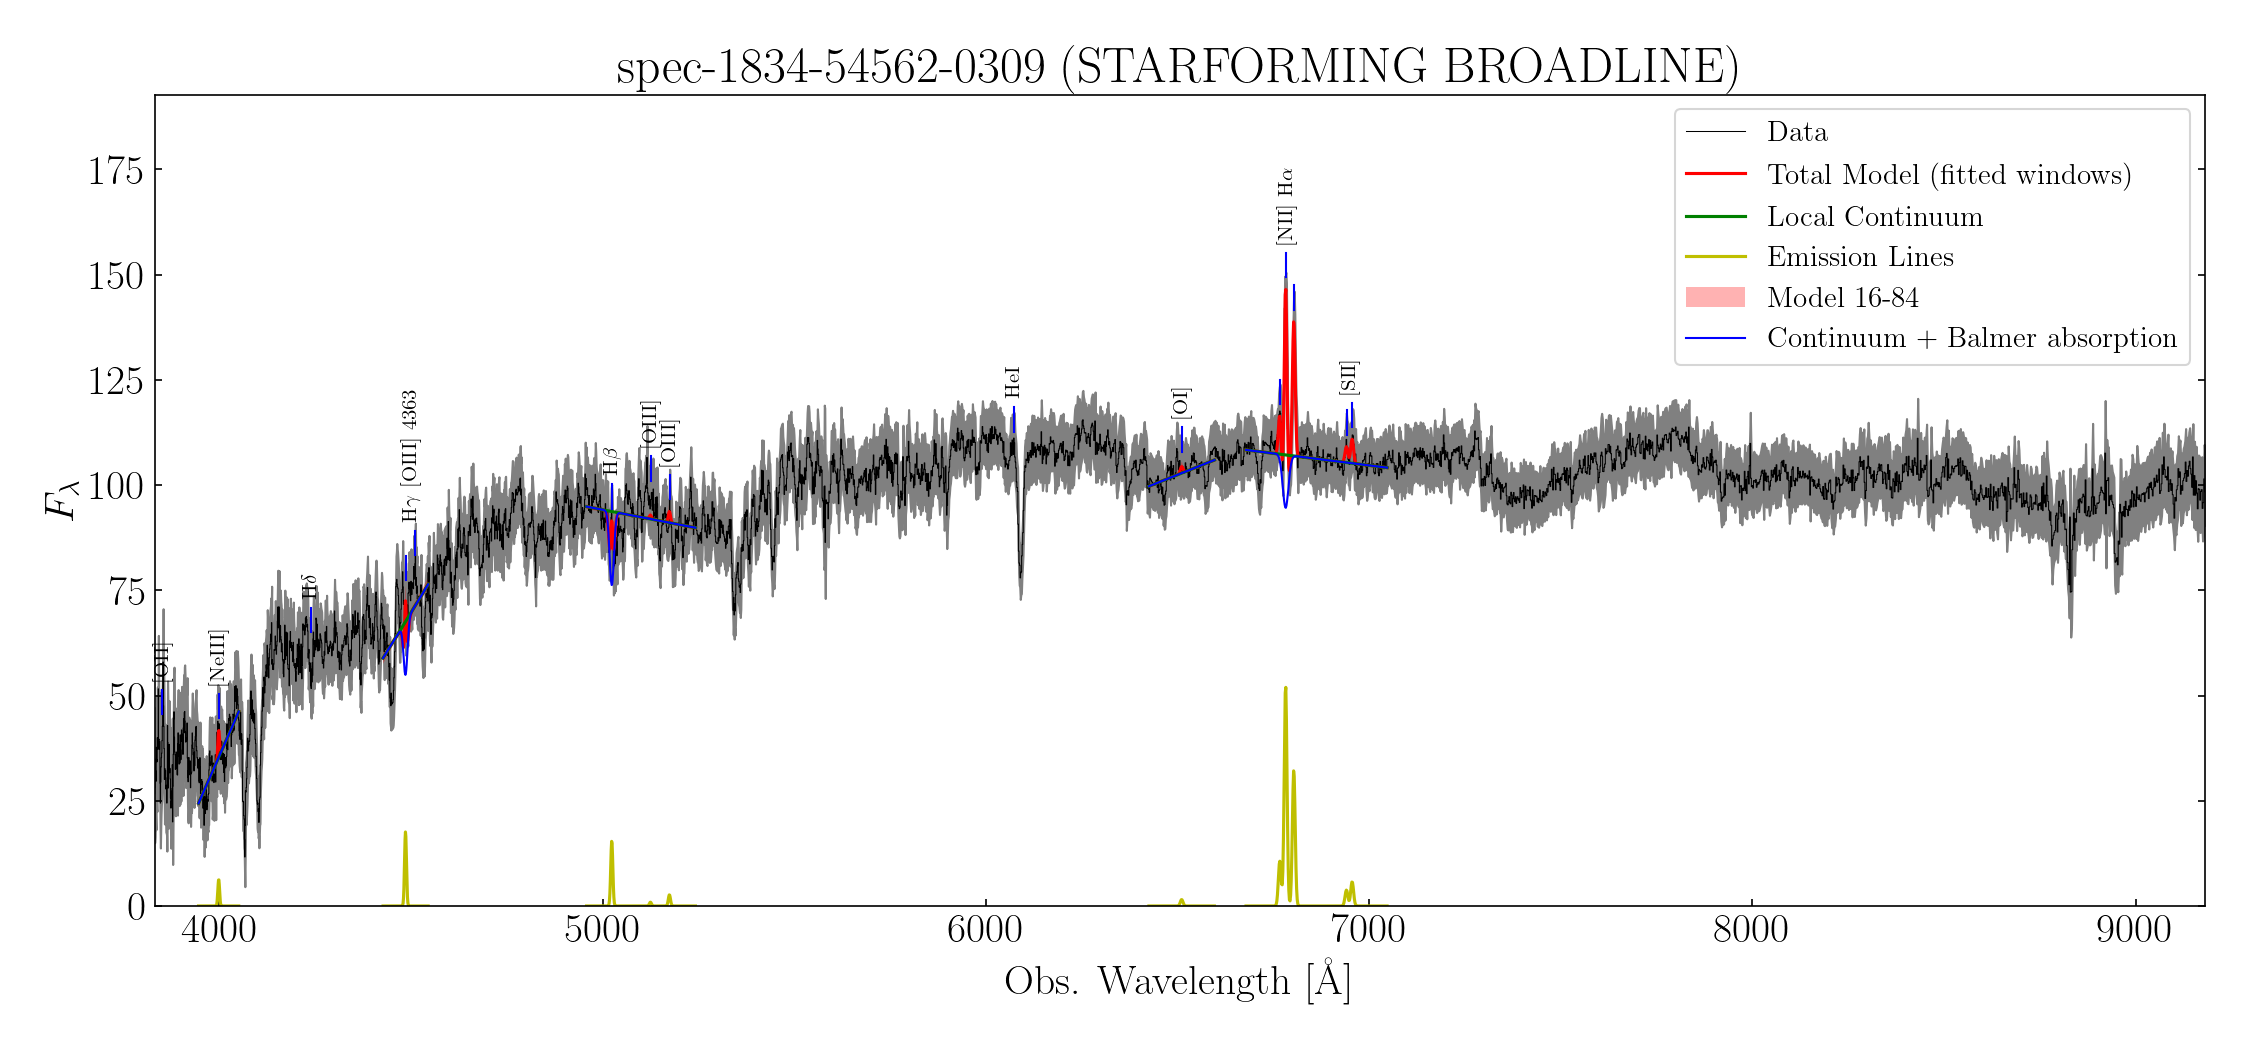 spec-1834-54562-0309 (STARFORMING BROADLINE)
Data
Total Model (fitted windows)
Local Continuum
Emission Lines
Model 16-84
Continuum + Balmer absorption
[OII]
[NeIII]
Hδ
Hγ [OIII] 4363
Hβ
[OIII]
[OIII]
HeI
[OI]
[NII] Hα
[SII]
F_λ
175
150
125
100
75
50
25
0
4000 5000 6000 7000 8000 9000
Obs. Wavelength [Å]